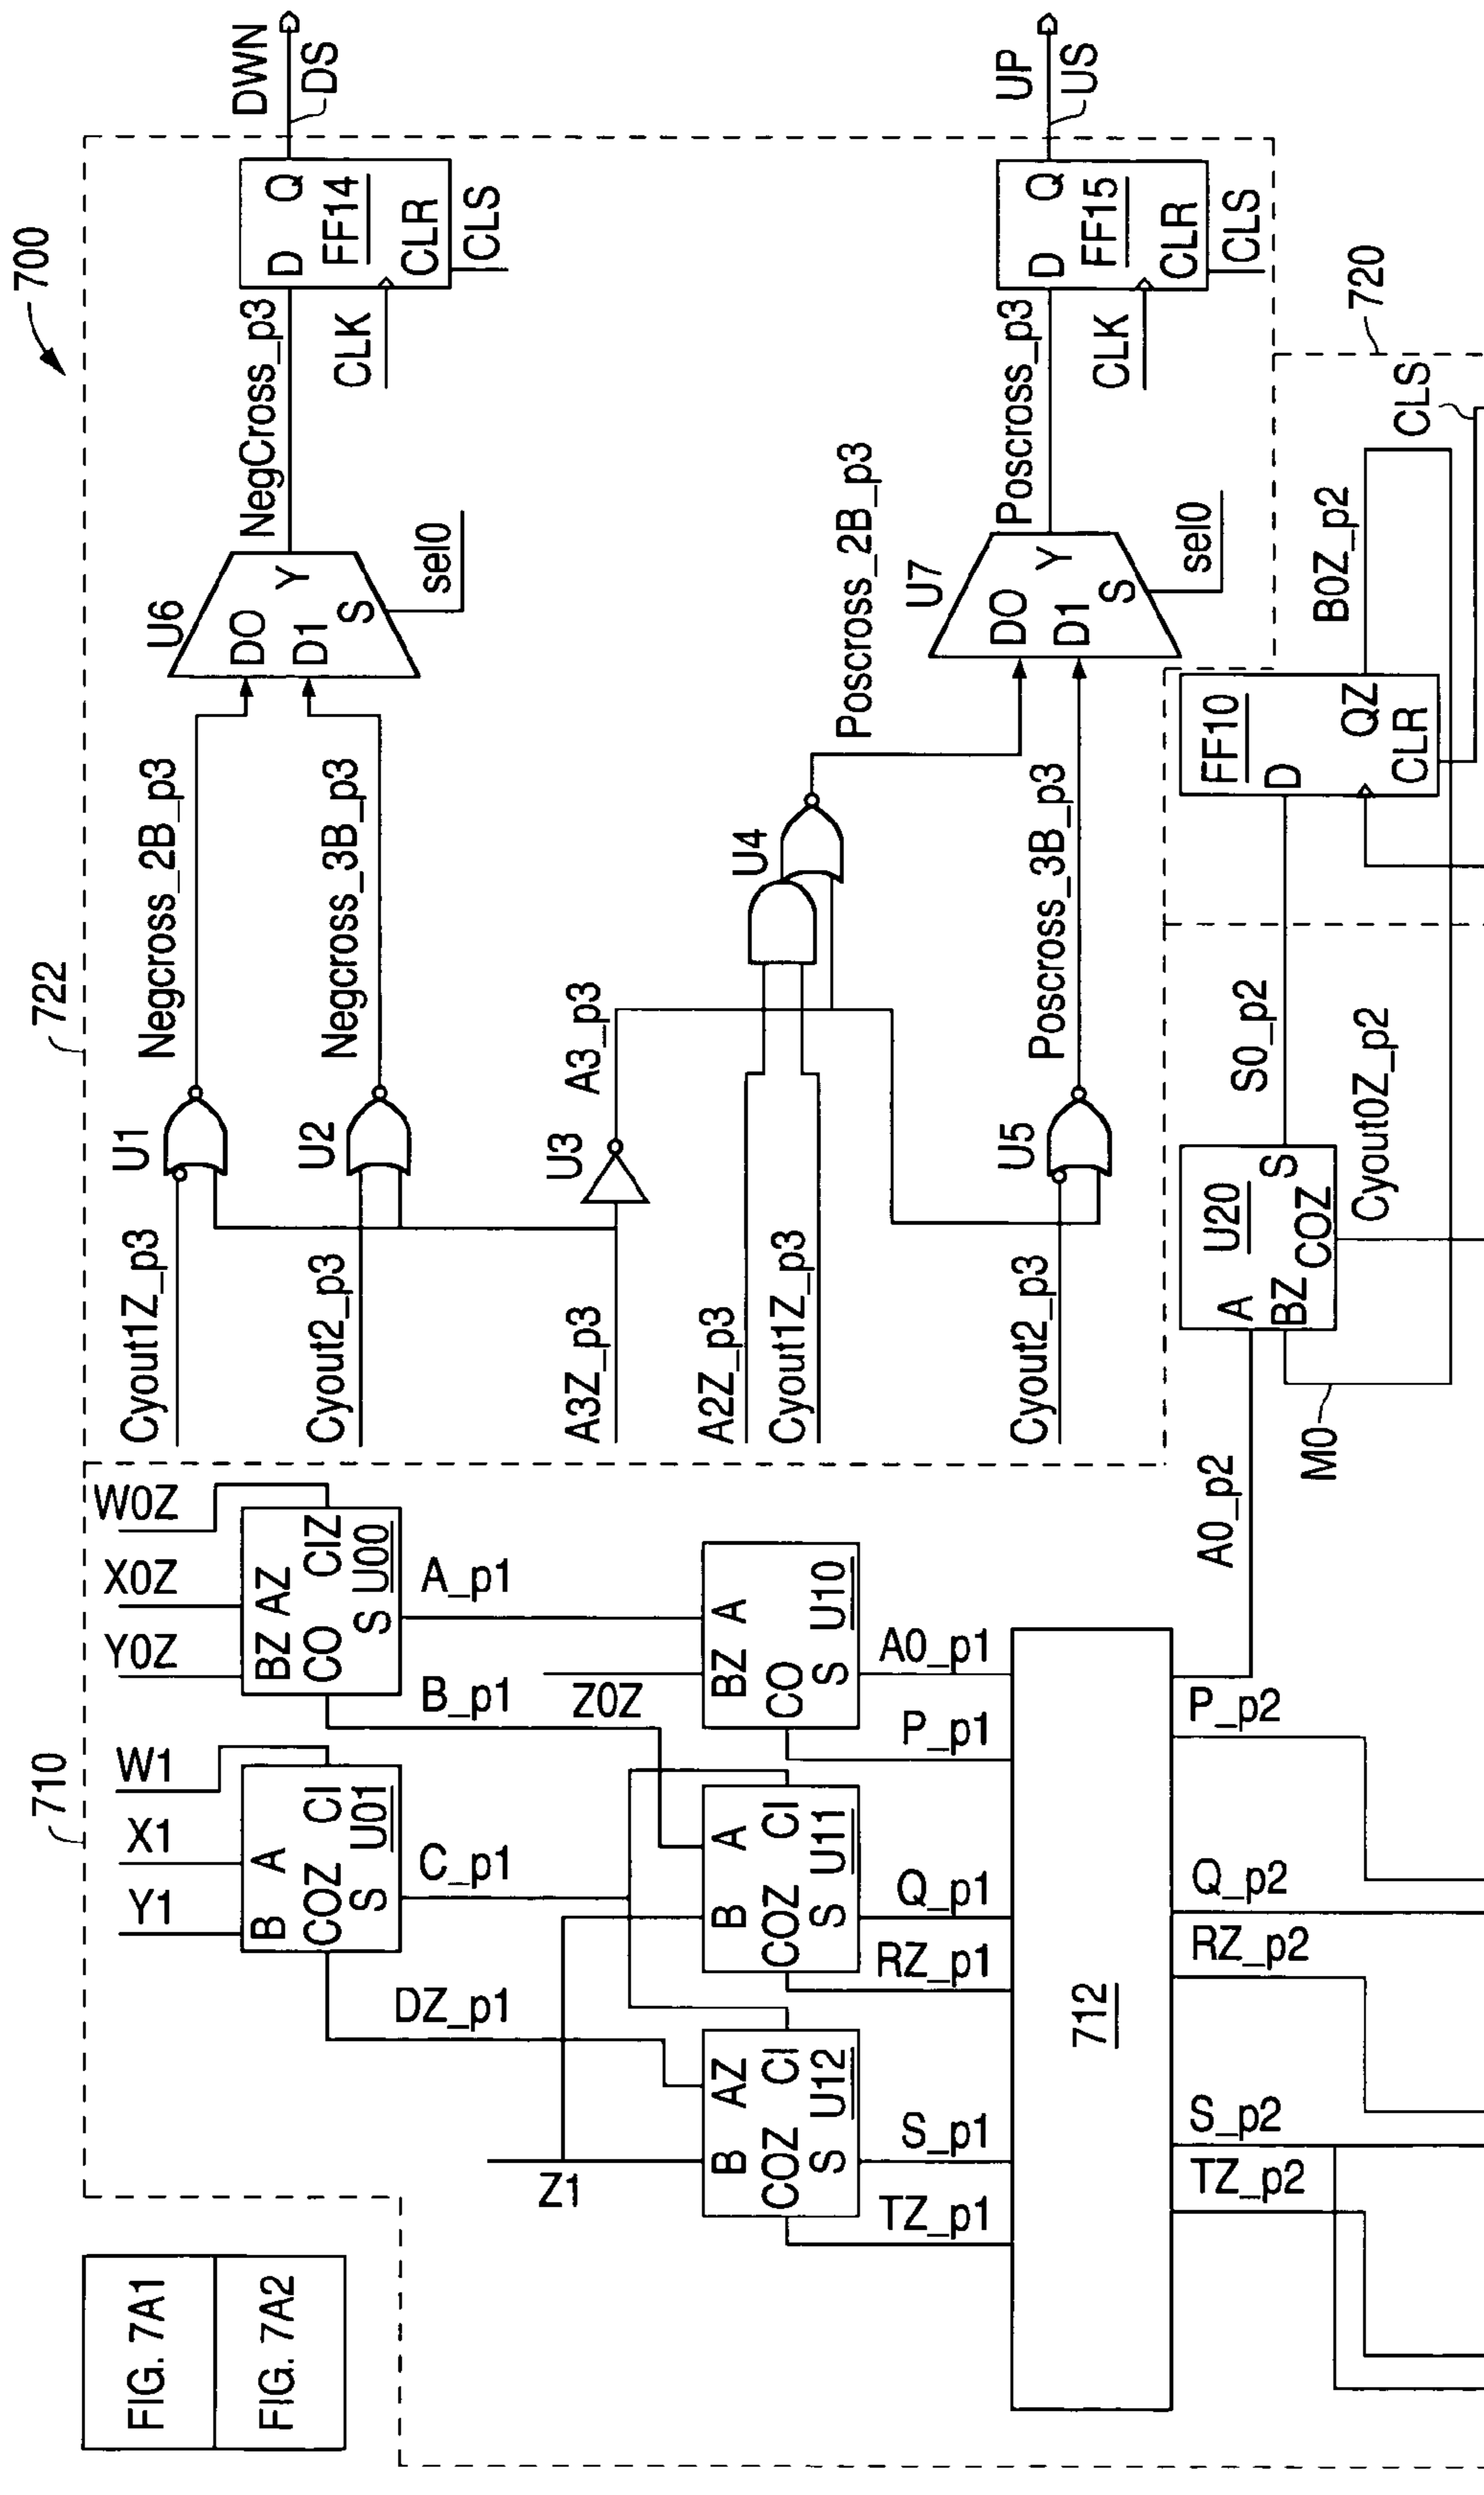 FIG. 7A1
FIG. 7A2
710
722
700
Y1
X1
W1
Y0Z
X0Z
W0Z
B
A
COZ
CI
S
U01
BZ
AZ
CO
CIZ
S
U00
DZ_p1
C_p1
B_p1
A_p1
Z1
Z0Z
B
AZ
COZ
CI
S
U12
B
A
COZ
CI
S
U11
BZ
A
CO
S
U10
TZ_p1
S_p1
RZ_p1
Q_p1
P_p1
A0_p1
712
TZ_p2
S_p2
RZ_p2
Q_p2
P_p2
A0_p2
Cyout1Z_p3
U1
Negcross_2B_p3
Cyout2_p3
U2
Negcross_3B_p3
U6
DO
D1
Y
S
sel0
NegCross_p3
D
Q
FF14
CLR
CLK
CLS
DWN
DS
A3Z_p3
U3
A3_p3
A2Z_p3
Cyout1Z_p3
U4
Poscross_2B_p3
Cyout2_p3
U5
Poscross_3B_p3
U7
DO
D1
Y
S
sel0
Poscross_p3
D
Q
FF15
CLR
CLK
CLS
UP
US
M0
A
BZ
U20
S
COZ
S0_p2
Cyout0Z_p2
FF10
D
QZ
CLR
B0Z_p2
CLS
720